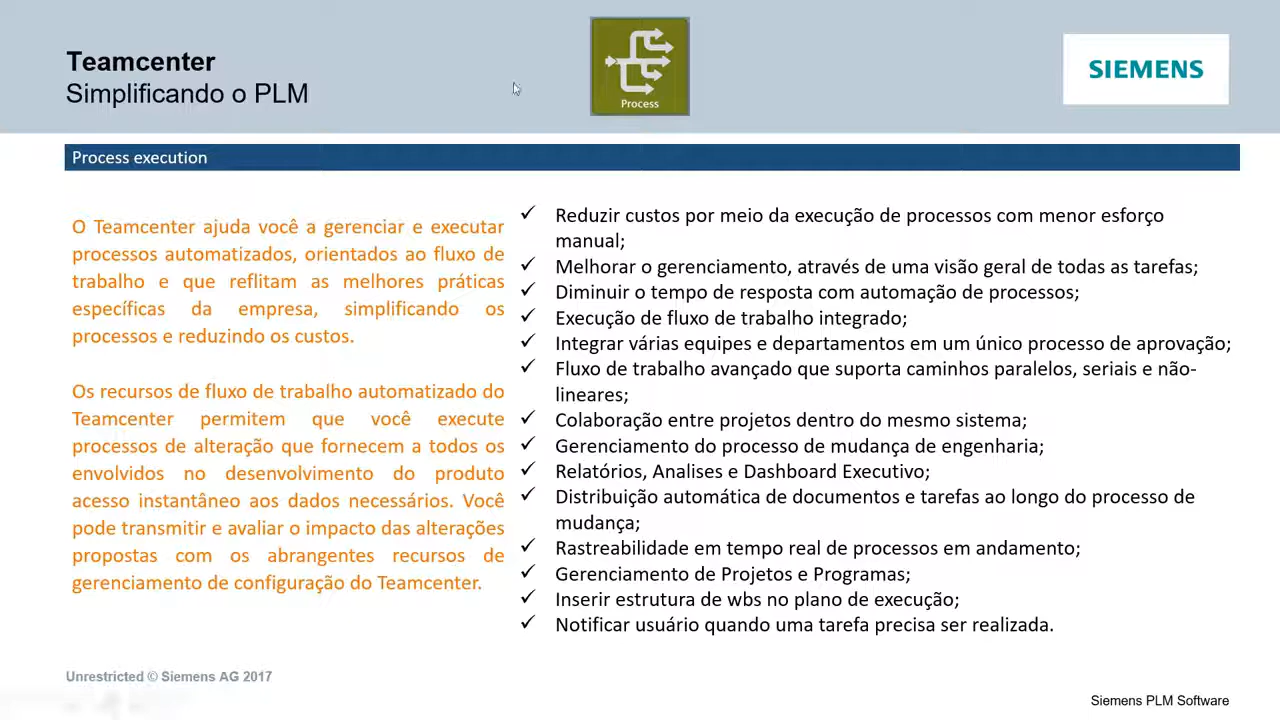 Teamcenter
Simplificando o PLM
Process
SIEMENS
Process execution
O Teamcenter ajuda você a gerenciar e executar
processos automatizados, orientados ao fluxo de
trabalho e que reflitam as melhores práticas
específicas da empresa, simplificando os
processos e reduzindo os custos.
Os recursos de fluxo de trabalho automatizado do
Teamcenter permitem que você execute
processos de alteração que fornecem a todos os
envolvidos no desenvolvimento do produto
acesso instantâneo aos dados necessários. Você
pode transmitir e avaliar o impacto das alterações
propostas com os abrangentes recursos de
gerenciamento de configuração do Teamcenter.
✓ Reduzir custos por meio da execução de processos com menor esforço
manual;
✓ Melhorar o gerenciamento, através de uma visão geral de todas as tarefas;
✓ Diminuir o tempo de resposta com automação de processos;
✓ Execução de fluxo de trabalho integrado;
✓ Integrar várias equipes e departamentos em um único processo de aprovação;
✓ Fluxo de trabalho avançado que suporta caminhos paralelos, seriais e não-
lineares;
✓ Colaboração entre projetos dentro do mesmo sistema;
✓ Gerenciamento do processo de mudança de engenharia;
✓ Relatórios, Analises e Dashboard Executivo;
✓ Distribuição automática de documentos e tarefas ao longo do processo de
mudança;
✓ Rastreabilidade em tempo real de processos em andamento;
✓ Gerenciamento de Projetos e Programas;
✓ Inserir estrutura de wbs no plano de execução;
✓ Notificar usuário quando uma tarefa precisa ser realizada.
Unrestricted © Siemens AG 2017
Siemens PLM Software